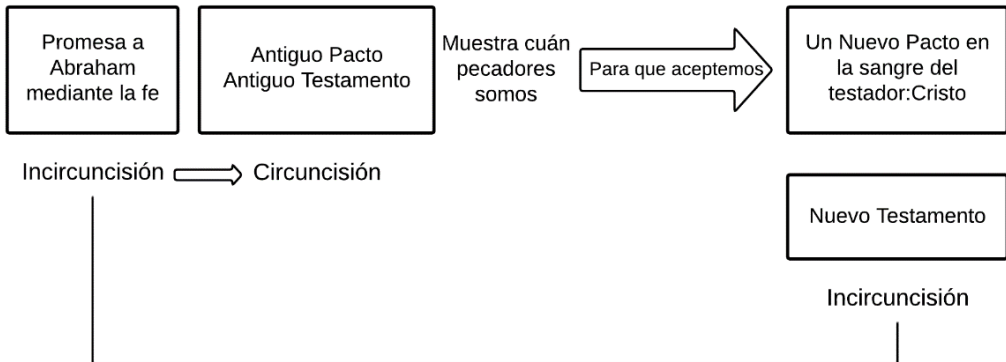 Promesa a
Abraham
mediante la fe
Antiguo Pacto
Antiguo Testamento
Muestra cuán
pecadores
somos
Para que aceptemos
Un Nuevo Pacto en
la sangre del
testador:Cristo
Incircuncisión
Circuncisión
Nuevo Testamento
Incircuncisión